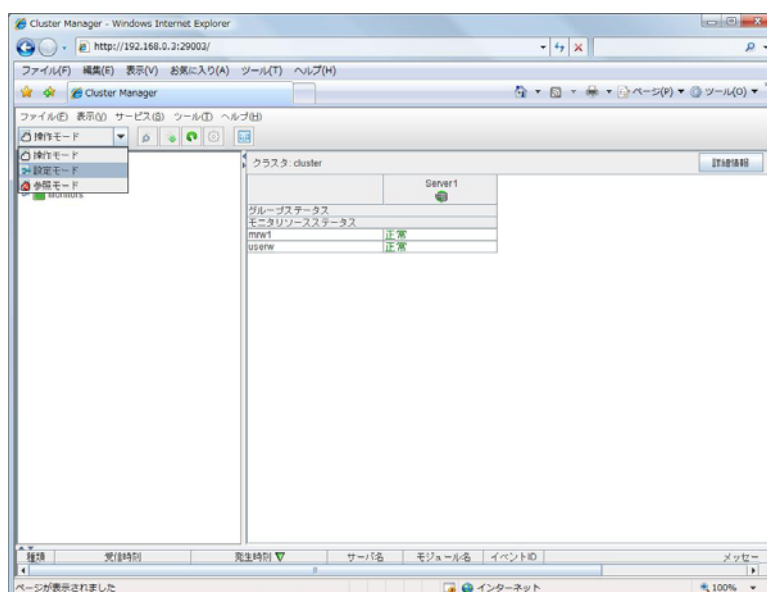 Cluster Manager - Windows Internet Explorer
http://192.168.0.3:29003/
ファイル(F) 編集(E) 表示(V) お気に入り(A) ツール(T) ヘルプ(H)
Cluster Manager
ページ(P) ツール(O)
ファイル(F) 表示(V) サービス(S) ツール(T) ヘルプ(H)
操作モード
操作モード
設定モード
参照モード
Monitors
クラスタ: cluster
詳細情報
Server1
グループステータス
モニタリソースステータス
mrw1 正常
userw 正常
種類 受信時刻 発生時刻 サーバ名 モジュール名 イベントID メッセー
ページが表示されました
インターネット
100%